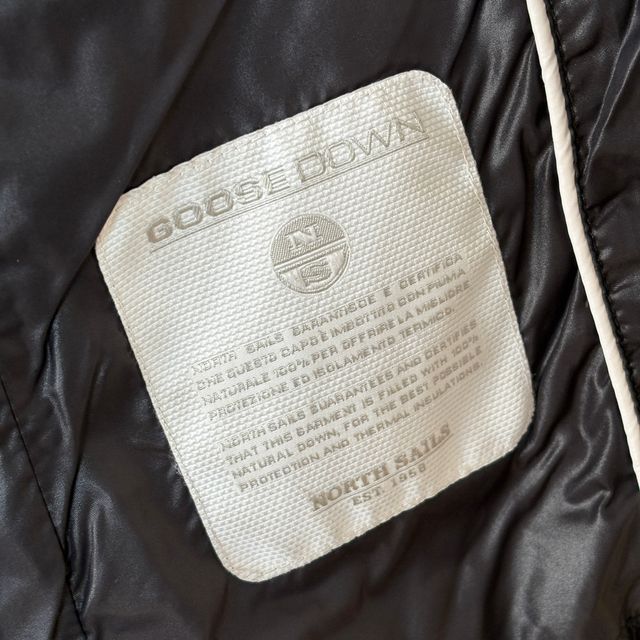 GOOSE DOWN
N
S
NORTH SAILS GARANTISCE E CERTIFICA
CHE QUESTO CAPO È IMBOTTITO CON PIUMA
NATURALE 100% PER OFFRIRE LA MIGLIORE
PROTEZIONE ED ISOLAMENTO TERMICO.
NORTH SAILS GUARANTEES AND CERTIFIES
THAT THIS GARMENT IS FILLED WITH 100%
NATURAL DOWN, FOR THE BEST POSSIBLE
PROTECTION AND THERMAL INSULATIONS.
NORTH SAILS
EST. 1958